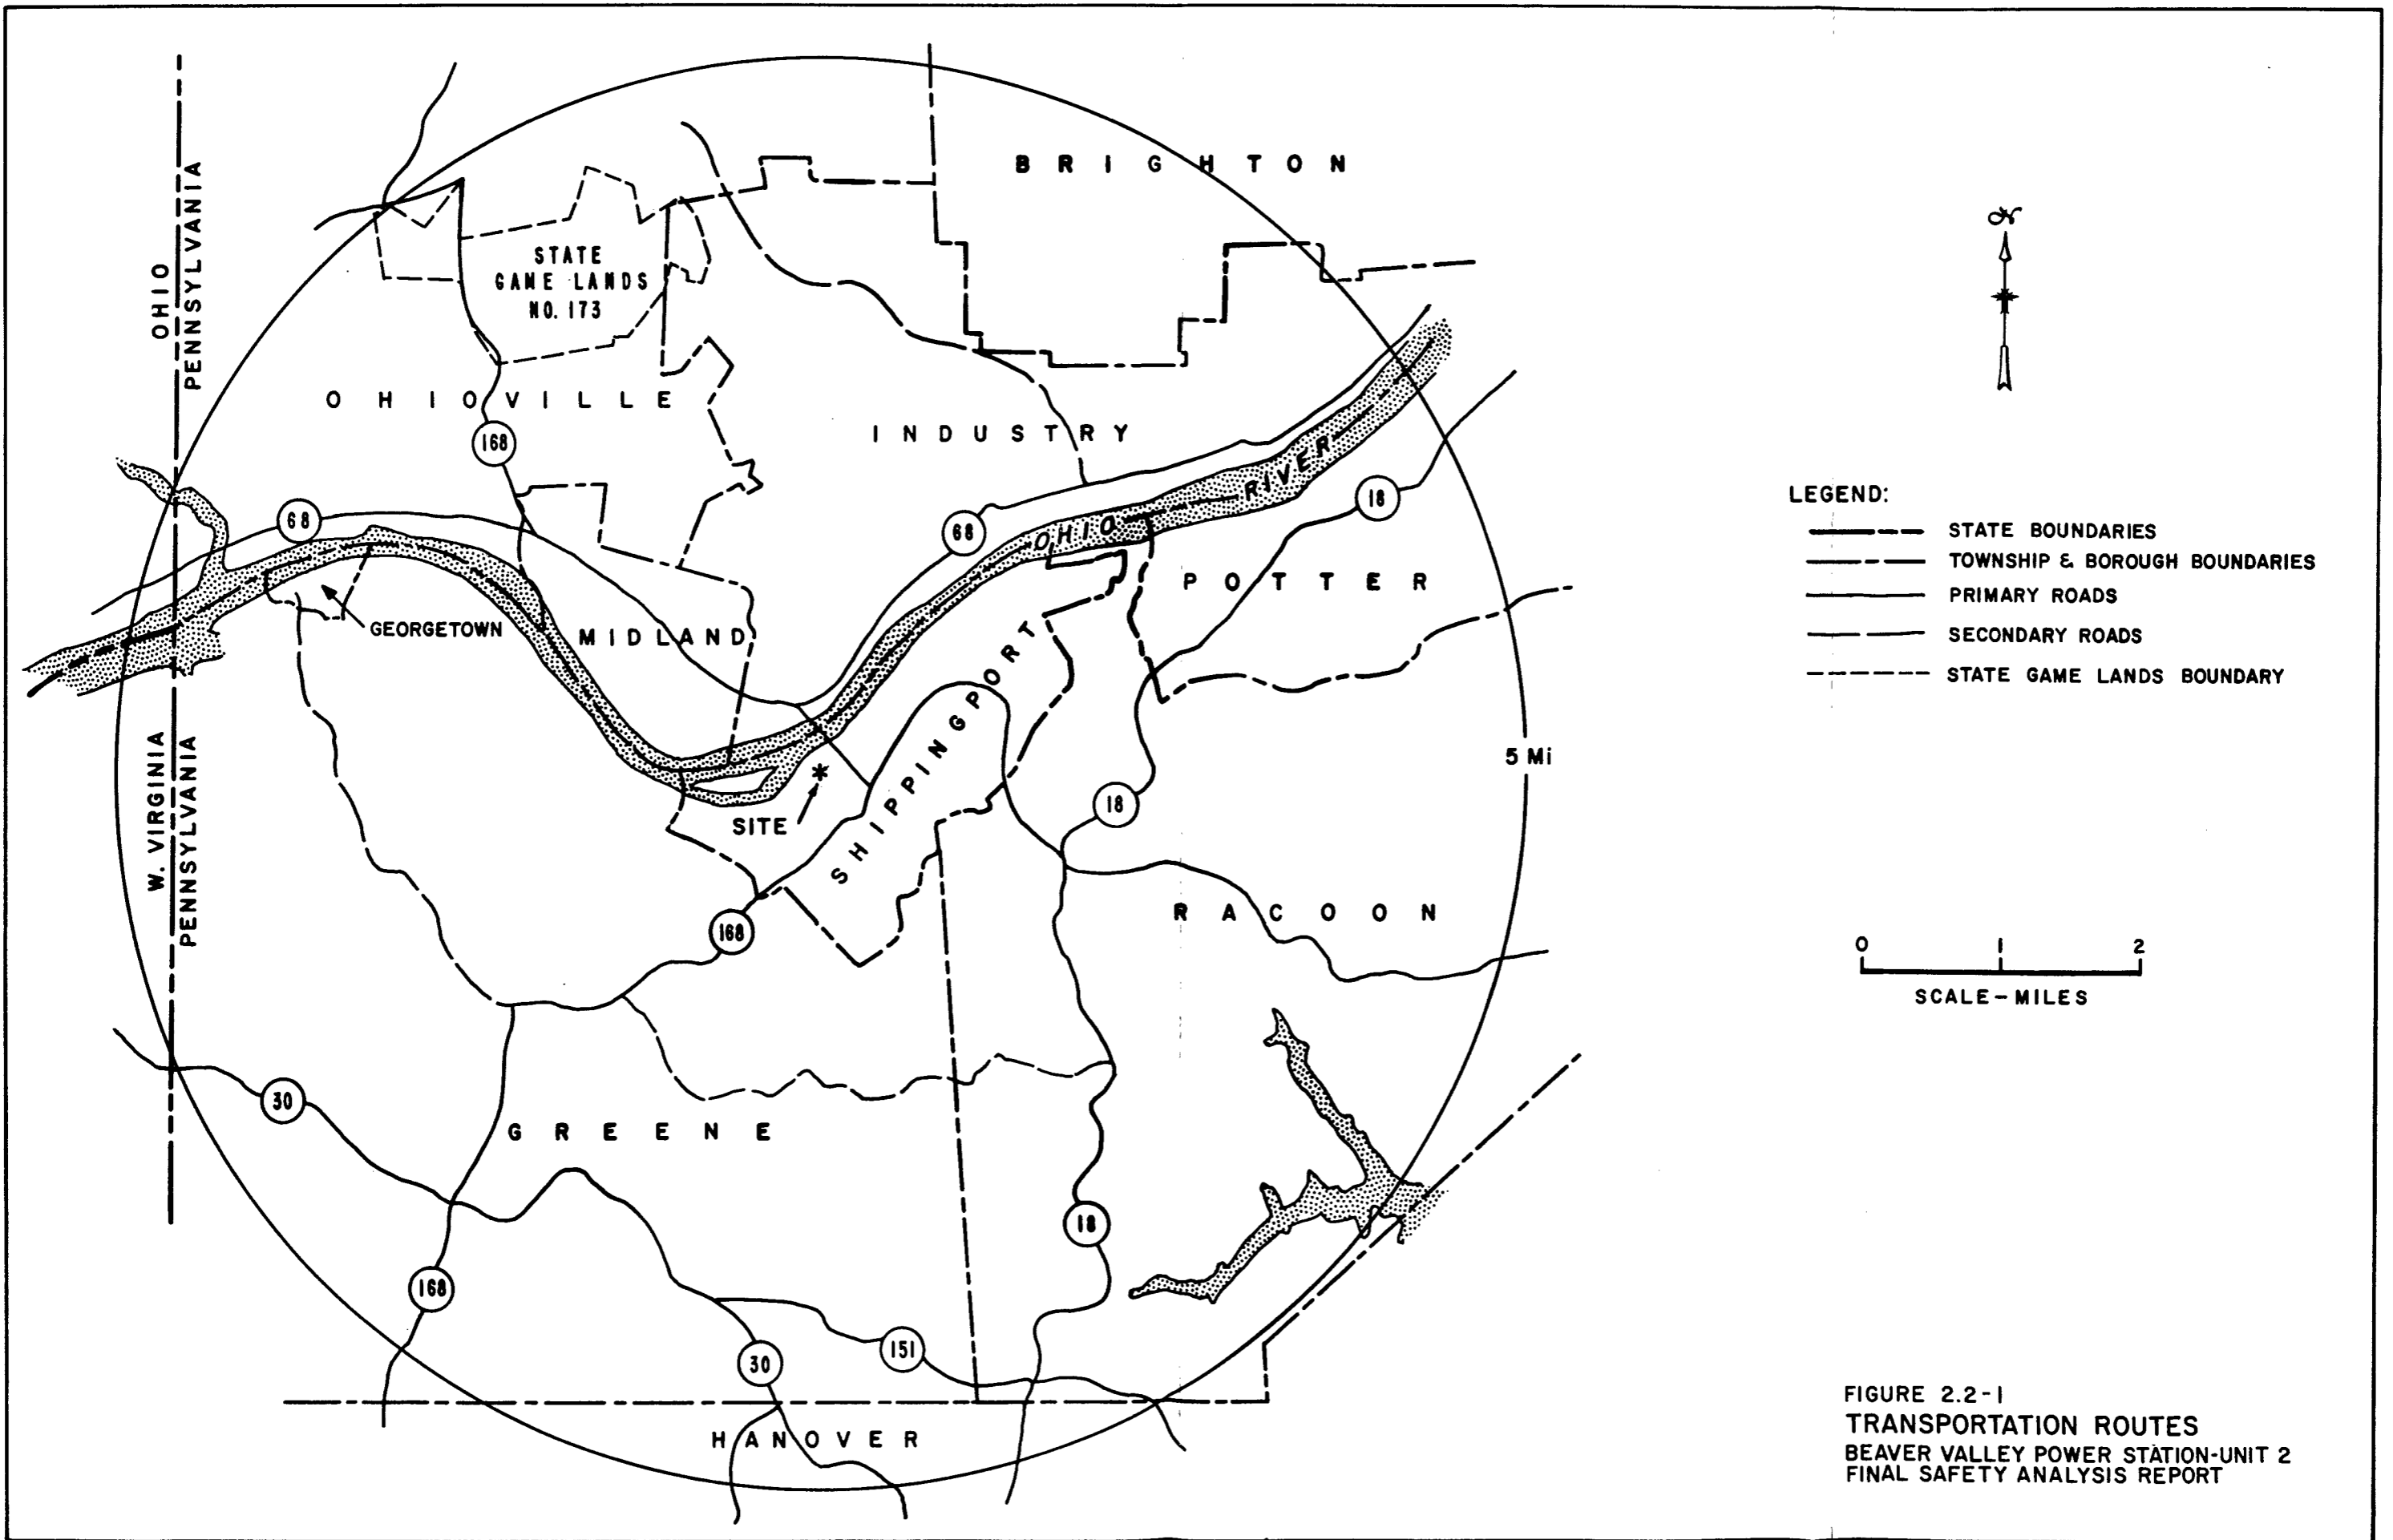 BRIGHTON
OHIO
PENNSYLVANIA
STATE
GAME LANDS
NO. 173
OHIOVILLE
168
INDUSTRY
68
68
OHIO RIVER
18
POTTER
GEORGETOWN
MIDLAND
SHIPPINGPORT
5 Mi
W. VIRGINIA
PENNSYLVANIA
SITE
*
18
168
RACOON
30
GREENE
18
168
30
151
HANOVER
N
LEGEND:
STATE BOUNDARIES
TOWNSHIP & BOROUGH BOUNDARIES
PRIMARY ROADS
SECONDARY ROADS
STATE GAME LANDS BOUNDARY
0 1 2
SCALE-MILES
FIGURE 2.2-1
TRANSPORTATION ROUTES
BEAVER VALLEY POWER STATION-UNIT 2
FINAL SAFETY ANALYSIS REPORT